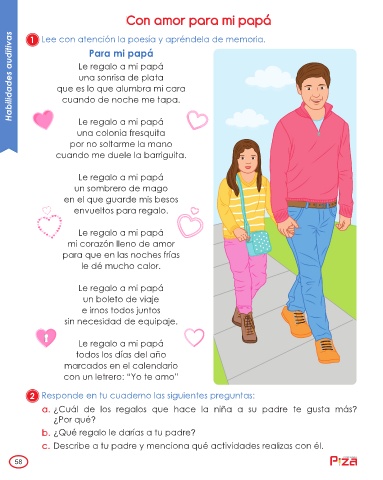 Con amor para mi papá
Habilidades auditivas
1 Lee con atención la poesía y apréndela de memoria.
Para mi papá
Le regalo a mi papá
una sonrisa de plata
que es lo que alumbra mi cara
cuando de noche me tapa.
Le regalo a mi papá
una colonia fresquita
por no soltarme la mano
cuando me duele la barriguita.
Le regalo a mi papá
un sombrero de mago
en el que guarde mis besos
envueltos para regalo.
Le regalo a mi papá
mi corazón lleno de amor
para que en las noches frías
le dé mucho calor.
Le regalo a mi papá
un boleto de viaje
e irnos todos juntos
sin necesidad de equipaje.
Le regalo a mi papá
todos los días del año
marcados en el calendario
con un letrero: “Yo te amo”
2 Responde en tu cuaderno las siguientes preguntas:
a. ¿Cuál de los regalos que hace la niña a su padre te gusta más?
¿Por qué?
b. ¿Qué regalo le darías a tu padre?
c. Describe a tu padre y menciona qué actividades realizas con él.
58